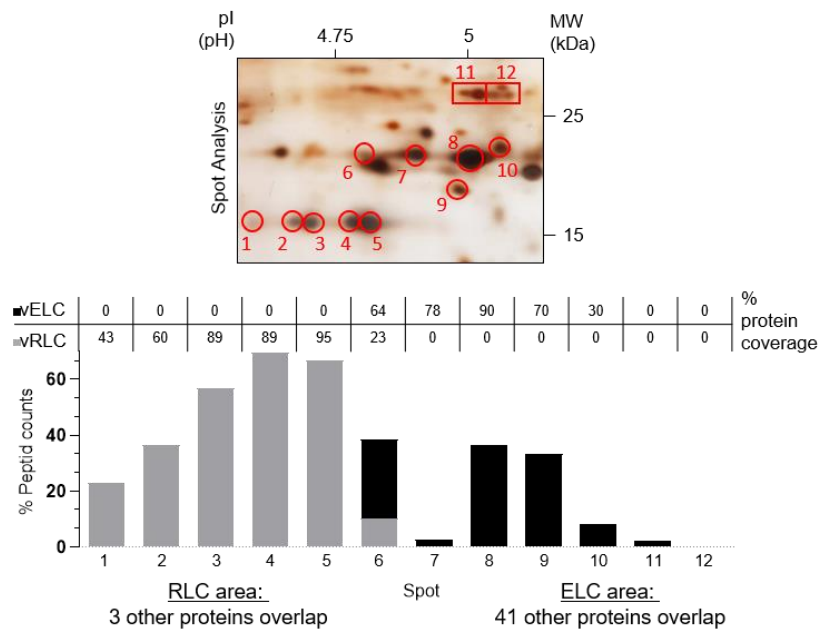 pI
(pH)
4.75
5
MW
(kDa)
Spot Analysis
11 12
25
8
6
7
10
9
15
1 2 3 4 5
vELC 0 0 0 0 0 64 78 90 70 30 0 0
vRLC 43 60 89 89 95 23 0 0 0 0 0 0
%
protein
coverage
% Peptid counts
60
40
20
0
1 2 3 4 5 6 7 8 9 10 11 12
RLC area:
3 other proteins overlap
Spot
ELC area:
41 other proteins overlap